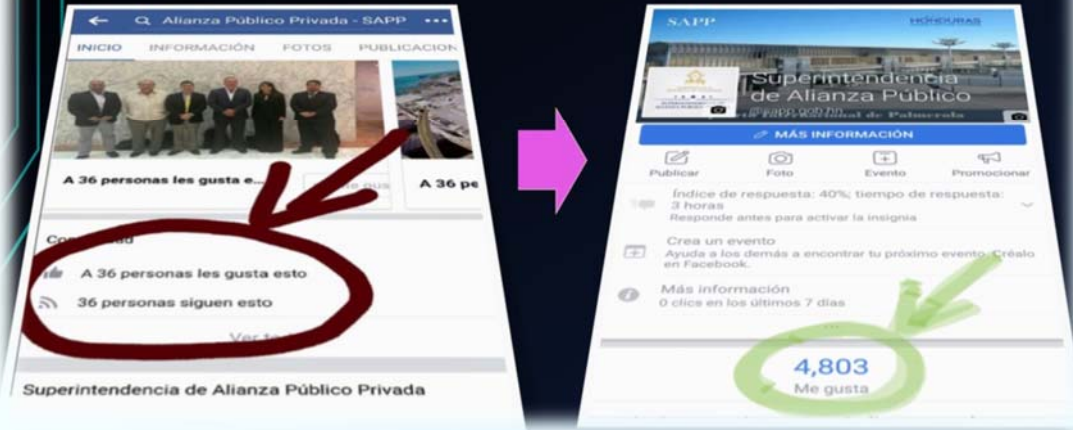 Alianza Público Privada - SAPP
INICIO INFORMACIÓN FOTOS PUBLICACION
A 36 personas les gusta e...
A 36 pe
A 36 personas les gusta esto
36 personas siguen esto
Ver
Superintendencia de Alianza Público Privada
SAPP
HONDURAS
Superintendencia
de Alianza Público
MÁS INFORMACIÓN
Publicar Foto Evento Promocionar
Índice de respuesta: 40%; tiempo de respuesta:
3 horas
Responde antes para activar la insignia
Crea un evento
Ayuda a los demás a encontrar tu próximo evento. Créalo
en Facebook.
Más información
0 clics en los últimos 7 días
...
4,803
Me gusta